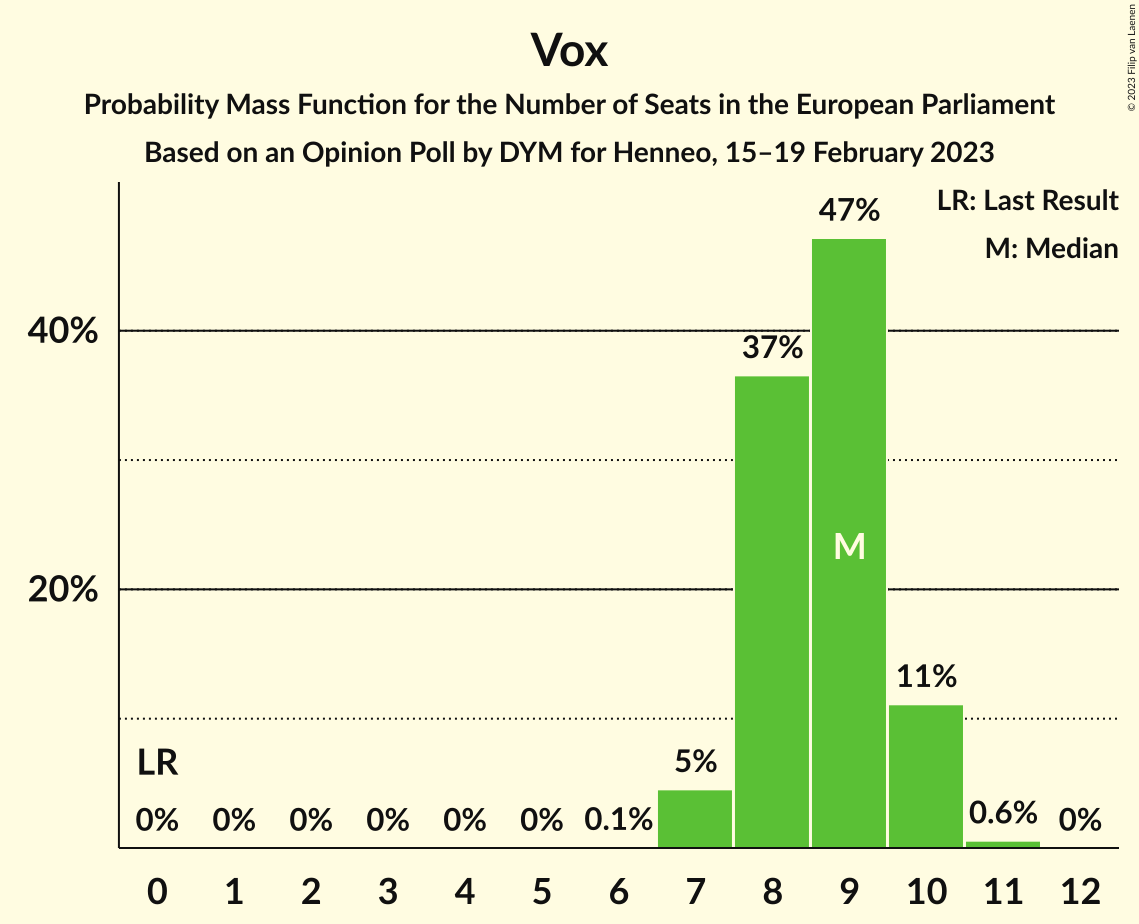 Vox
Probability Mass Function for the Number of Seats in the European Parliament
Based on an Opinion Poll by DYM for Henneo, 15–19 February 2023
© 2023 Filip van Laenen
LR: Last Result
M: Median
47%
40%
37%
M
20%
11%
LR
5%
0% 0% 0% 0% 0% 0% 0.1% 0.6% 0%
0 1 2 3 4 5 6 7 8 9 10 11 12